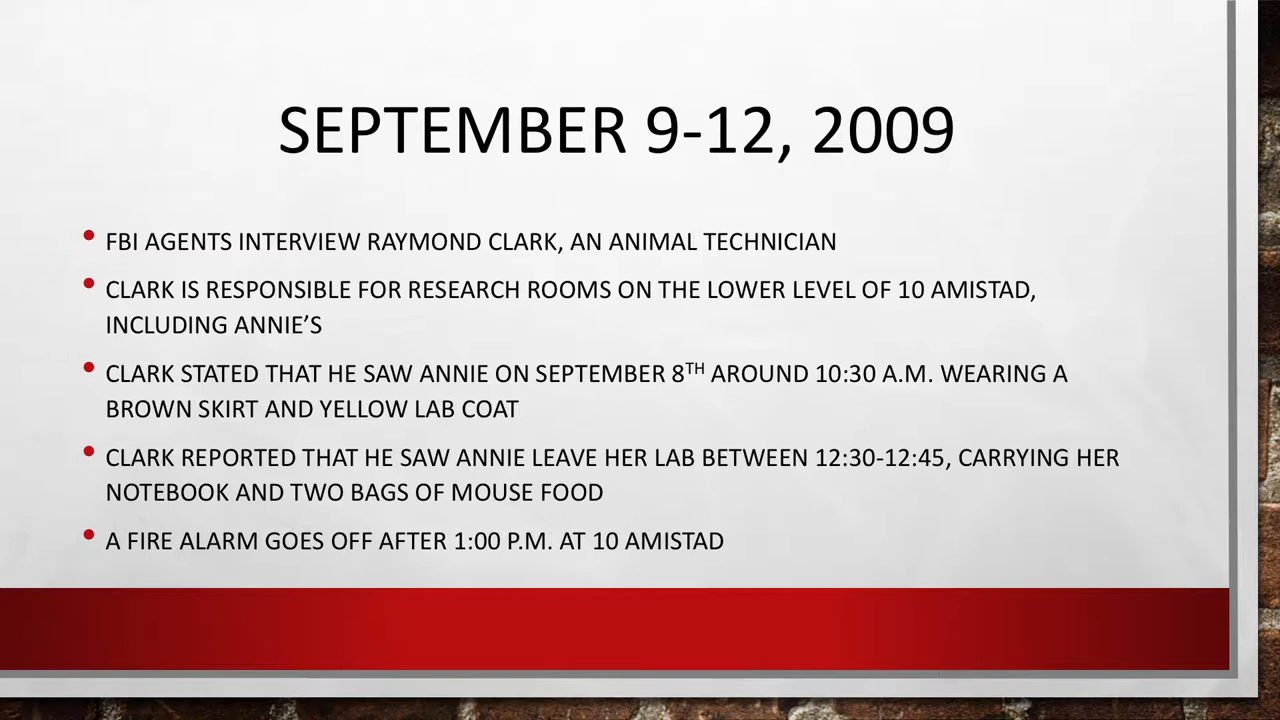 SEPTEMBER 9-12, 2009
• FBI AGENTS INTERVIEW RAYMOND CLARK, AN ANIMAL TECHNICIAN
• CLARK IS RESPONSIBLE FOR RESEARCH ROOMS ON THE LOWER LEVEL OF 10 AMISTAD,
INCLUDING ANNIE’S
• CLARK STATED THAT HE SAW ANNIE ON SEPTEMBER 8TH AROUND 10:30 A.M. WEARING A
BROWN SKIRT AND YELLOW LAB COAT
• CLARK REPORTED THAT HE SAW ANNIE LEAVE HER LAB BETWEEN 12:30-12:45, CARRYING HER
NOTEBOOK AND TWO BAGS OF MOUSE FOOD
• A FIRE ALARM GOES OFF AFTER 1:00 P.M. AT 10 AMISTAD